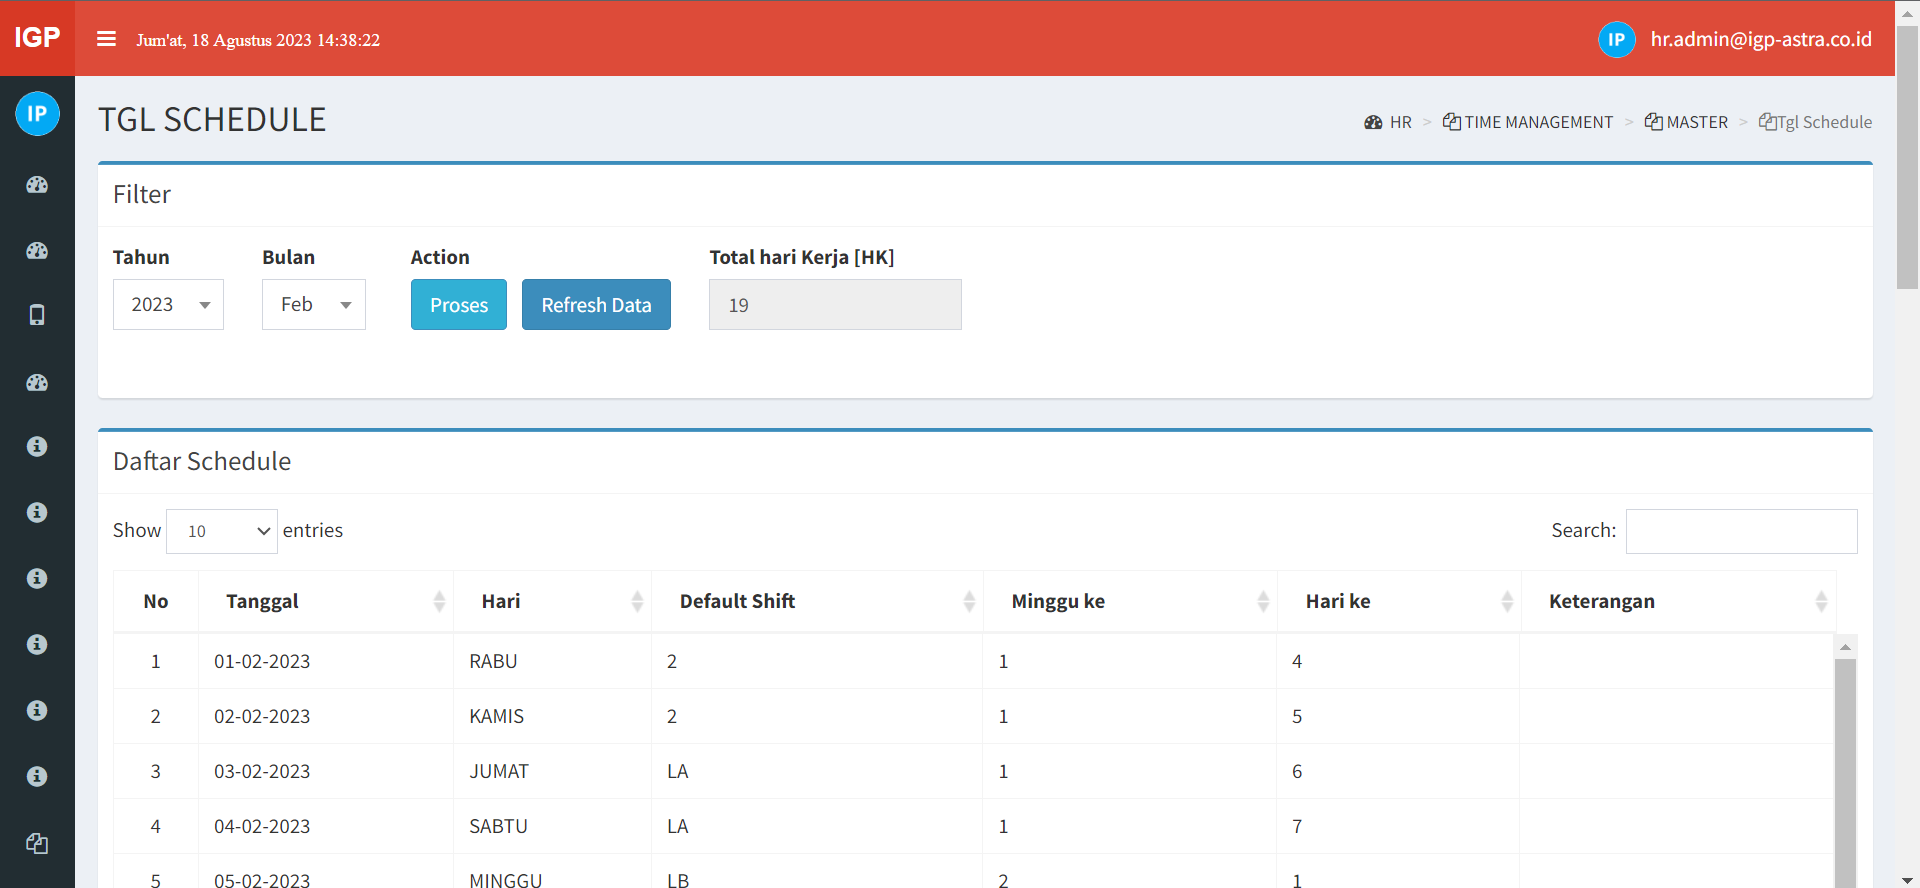 IGP
Jum'at, 18 Agustus 2023 14:38:22
IP hr.admin@igp-astra.co.id
IP
TGL SCHEDULE
HR > TIME MANAGEMENT > MASTER > Tgl Schedule
Filter
Tahun Bulan Action Total hari Kerja [HK]
2023 Feb Proses Refresh Data 19
Daftar Schedule
Show 10 entries Search:
No Tanggal Hari Default Shift Minggu ke Hari ke Keterangan
1 01-02-2023 RABU 2 1 4
2 02-02-2023 KAMIS 2 1 5
3 03-02-2023 JUMAT LA 1 6
4 04-02-2023 SABTU LA 1 7
5 05-02-2023 MINGGU LB 2 1